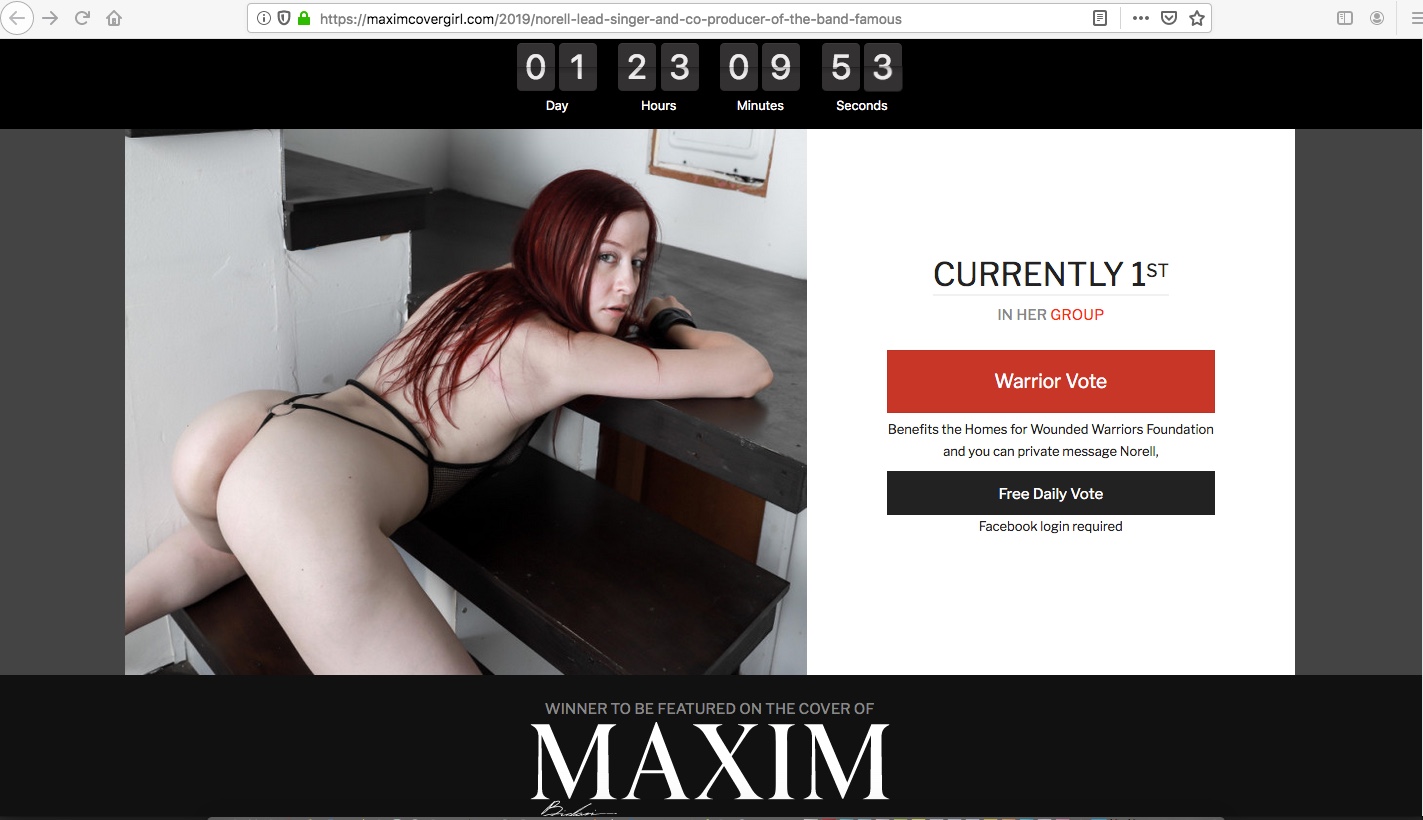 https://maximcovergirl.com/2019/norell-lead-singer-and-co-producer-of-the-band-famous
01 23 09 53
Day Hours Minutes Seconds
CURRENTLY 1ST
IN HER GROUP
Warrior Vote
Benefits the Homes for Wounded Warriors Foundation
and you can private message Norell,
Free Daily Vote
Facebook login required
WINNER TO BE FEATURED ON THE COVER OF
MAXIM